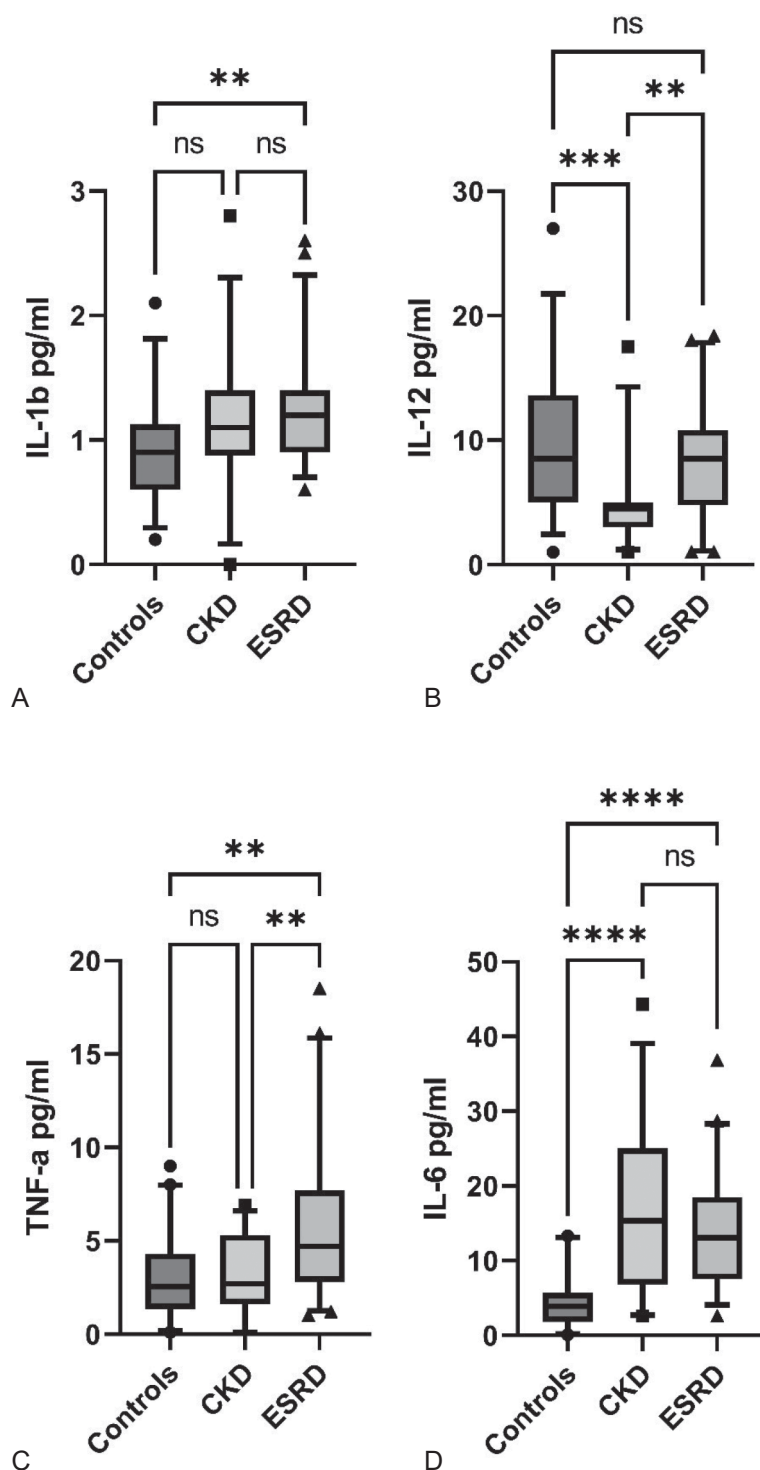 **
ns ns
3
2
1
0
IL-1b pg/ml
Controls CKD ESRD
A
ns
**
***
30
20
10
0
IL-12 pg/ml
Controls CKD ESRD
B
**
ns **
20
15
10
5
0
TNF-a pg/ml
Controls CKD ESRD
C
****
ns
****
50
40
30
20
10
0
IL-6 pg/ml
Controls CKD ESRD
D